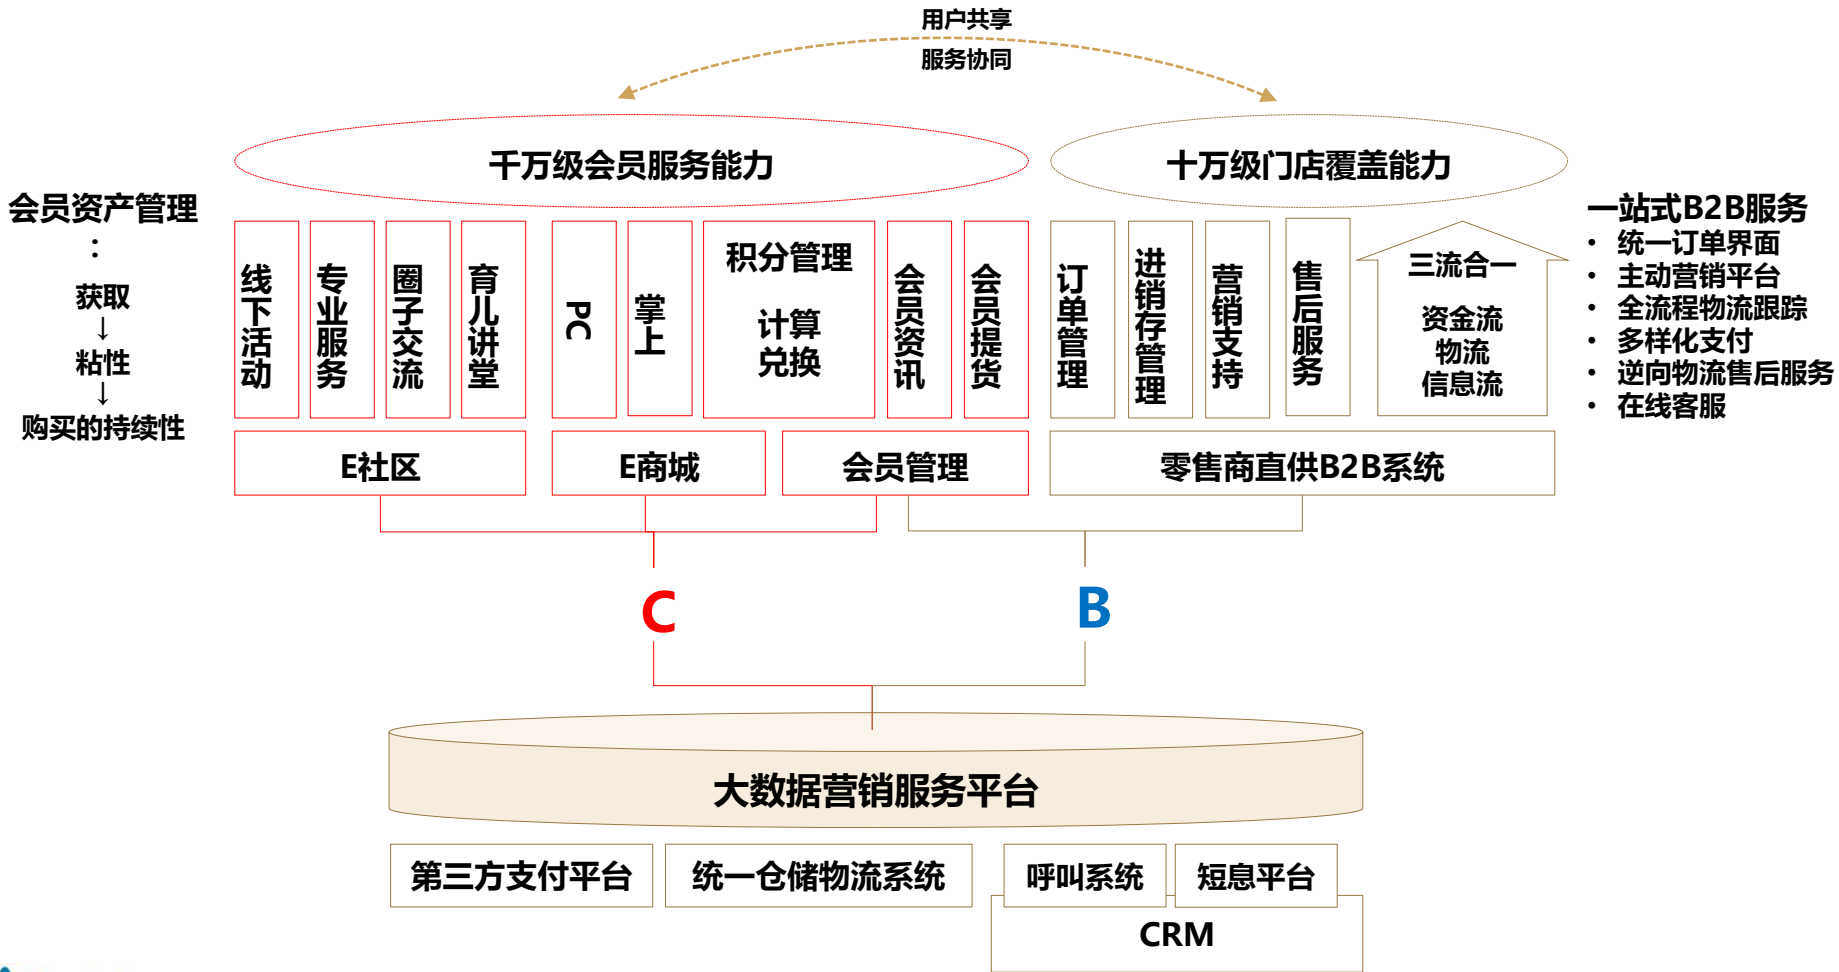 用户共享
服务协同
千万级会员服务能力
十万级门店覆盖能力
会员资产管理
：
获取
↓
粘性
↓
购买的持续性
线下活动
专业服务
圈子交流
育儿讲堂
PC
掌上
积分管理
计算
兑换
会员资讯
会员提货
订单管理
进销存管理
营销支持
售后服务
三流合一
资金流
物流
信息流
一站式B2B服务
• 统一订单界面
• 主动营销平台
• 全流程物流跟踪
• 多样化支付
• 逆向物流售后服务
• 在线客服
E社区
E商城
会员管理
零售商直供B2B系统
C
B
大数据营销服务平台
第三方支付平台
统一仓储物流系统
呼叫系统
短息平台
CRM